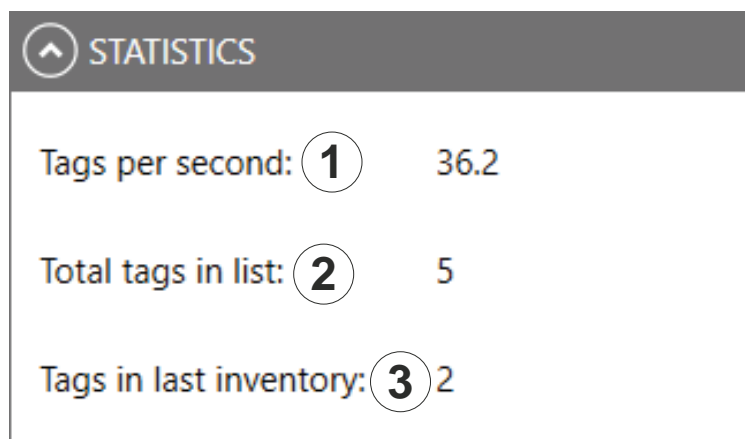 STATISTICS
Tags per second: 1 36.2
Total tags in list: 2 5
Tags in last inventory: 3 2